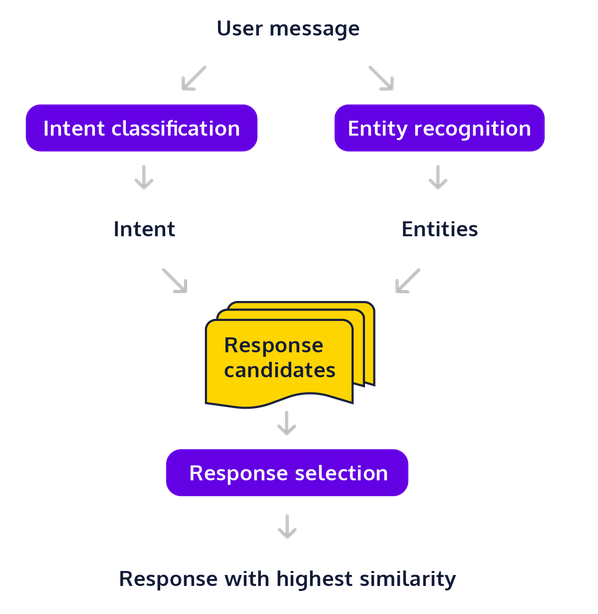 User message
Intent classification
Entity recognition
Intent
Entities
Response
candidates
Response selection
Response with highest similarity